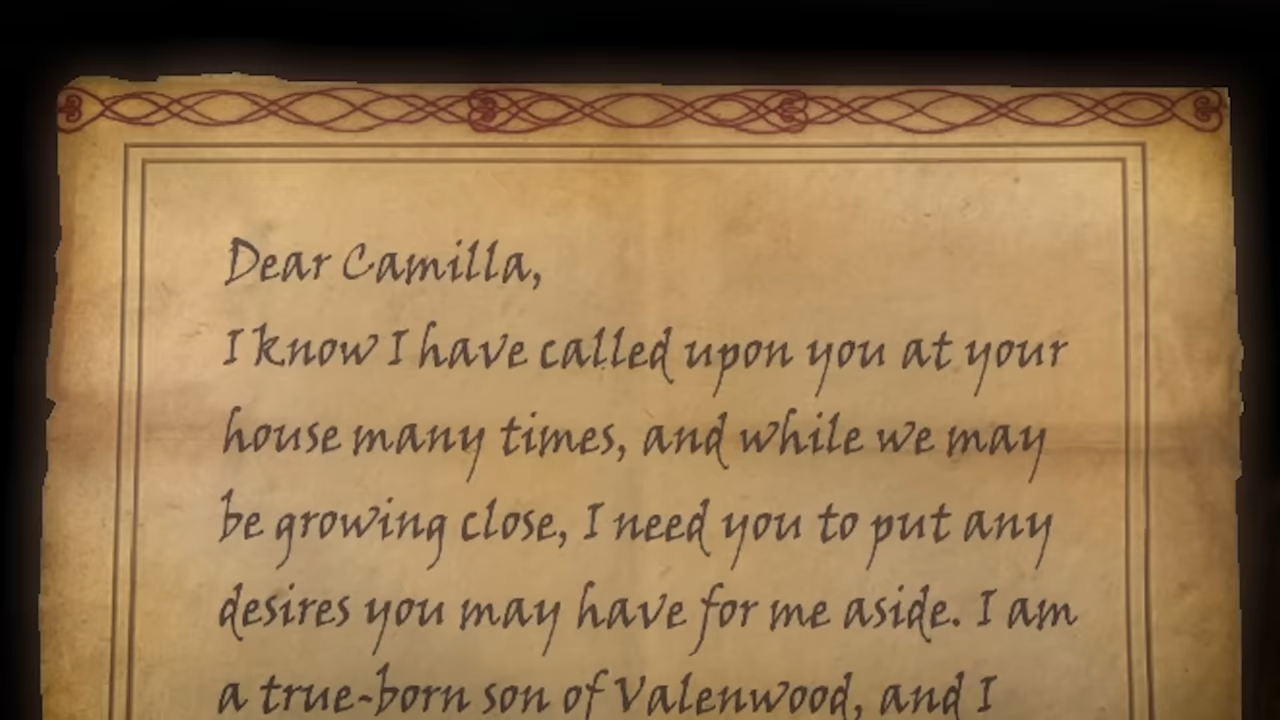 Dear Camilla,
I know I have called upon you at your
house many times, and while we may
be growing close, I need you to put any
desires you may have for me aside. I am
a true-born son of Valenwood, and I